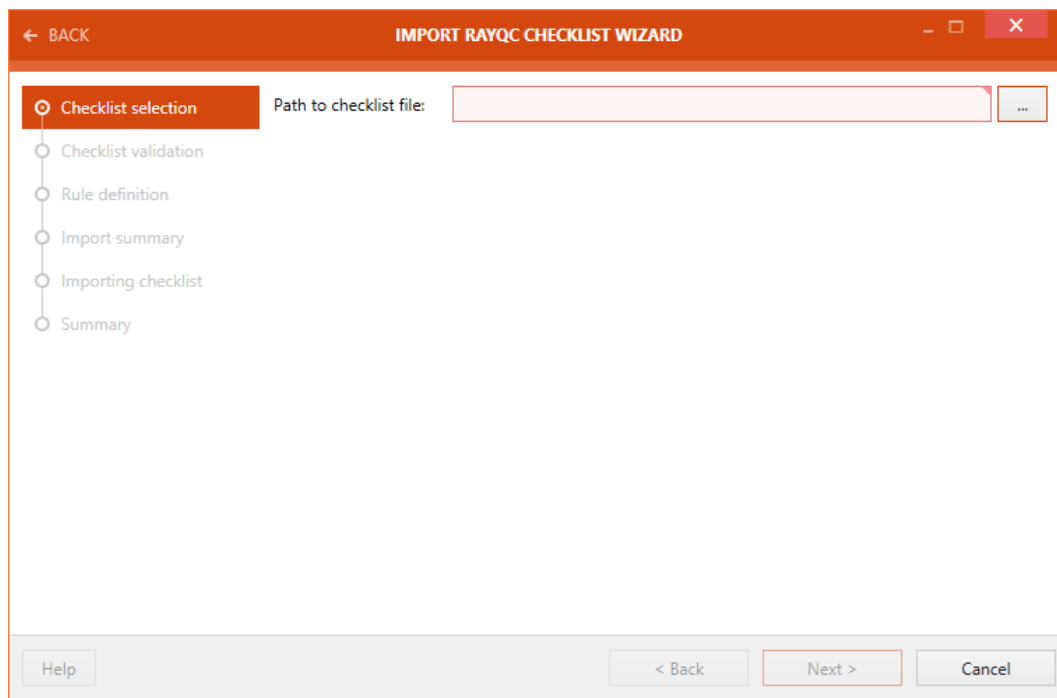 ← BACK
IMPORT RAYQC CHECKLIST WIZARD
Checklist selection
Path to checklist file:
...
Checklist validation
Rule definition
Import summary
Importing checklist
Summary
Help
< Back
Next >
Cancel